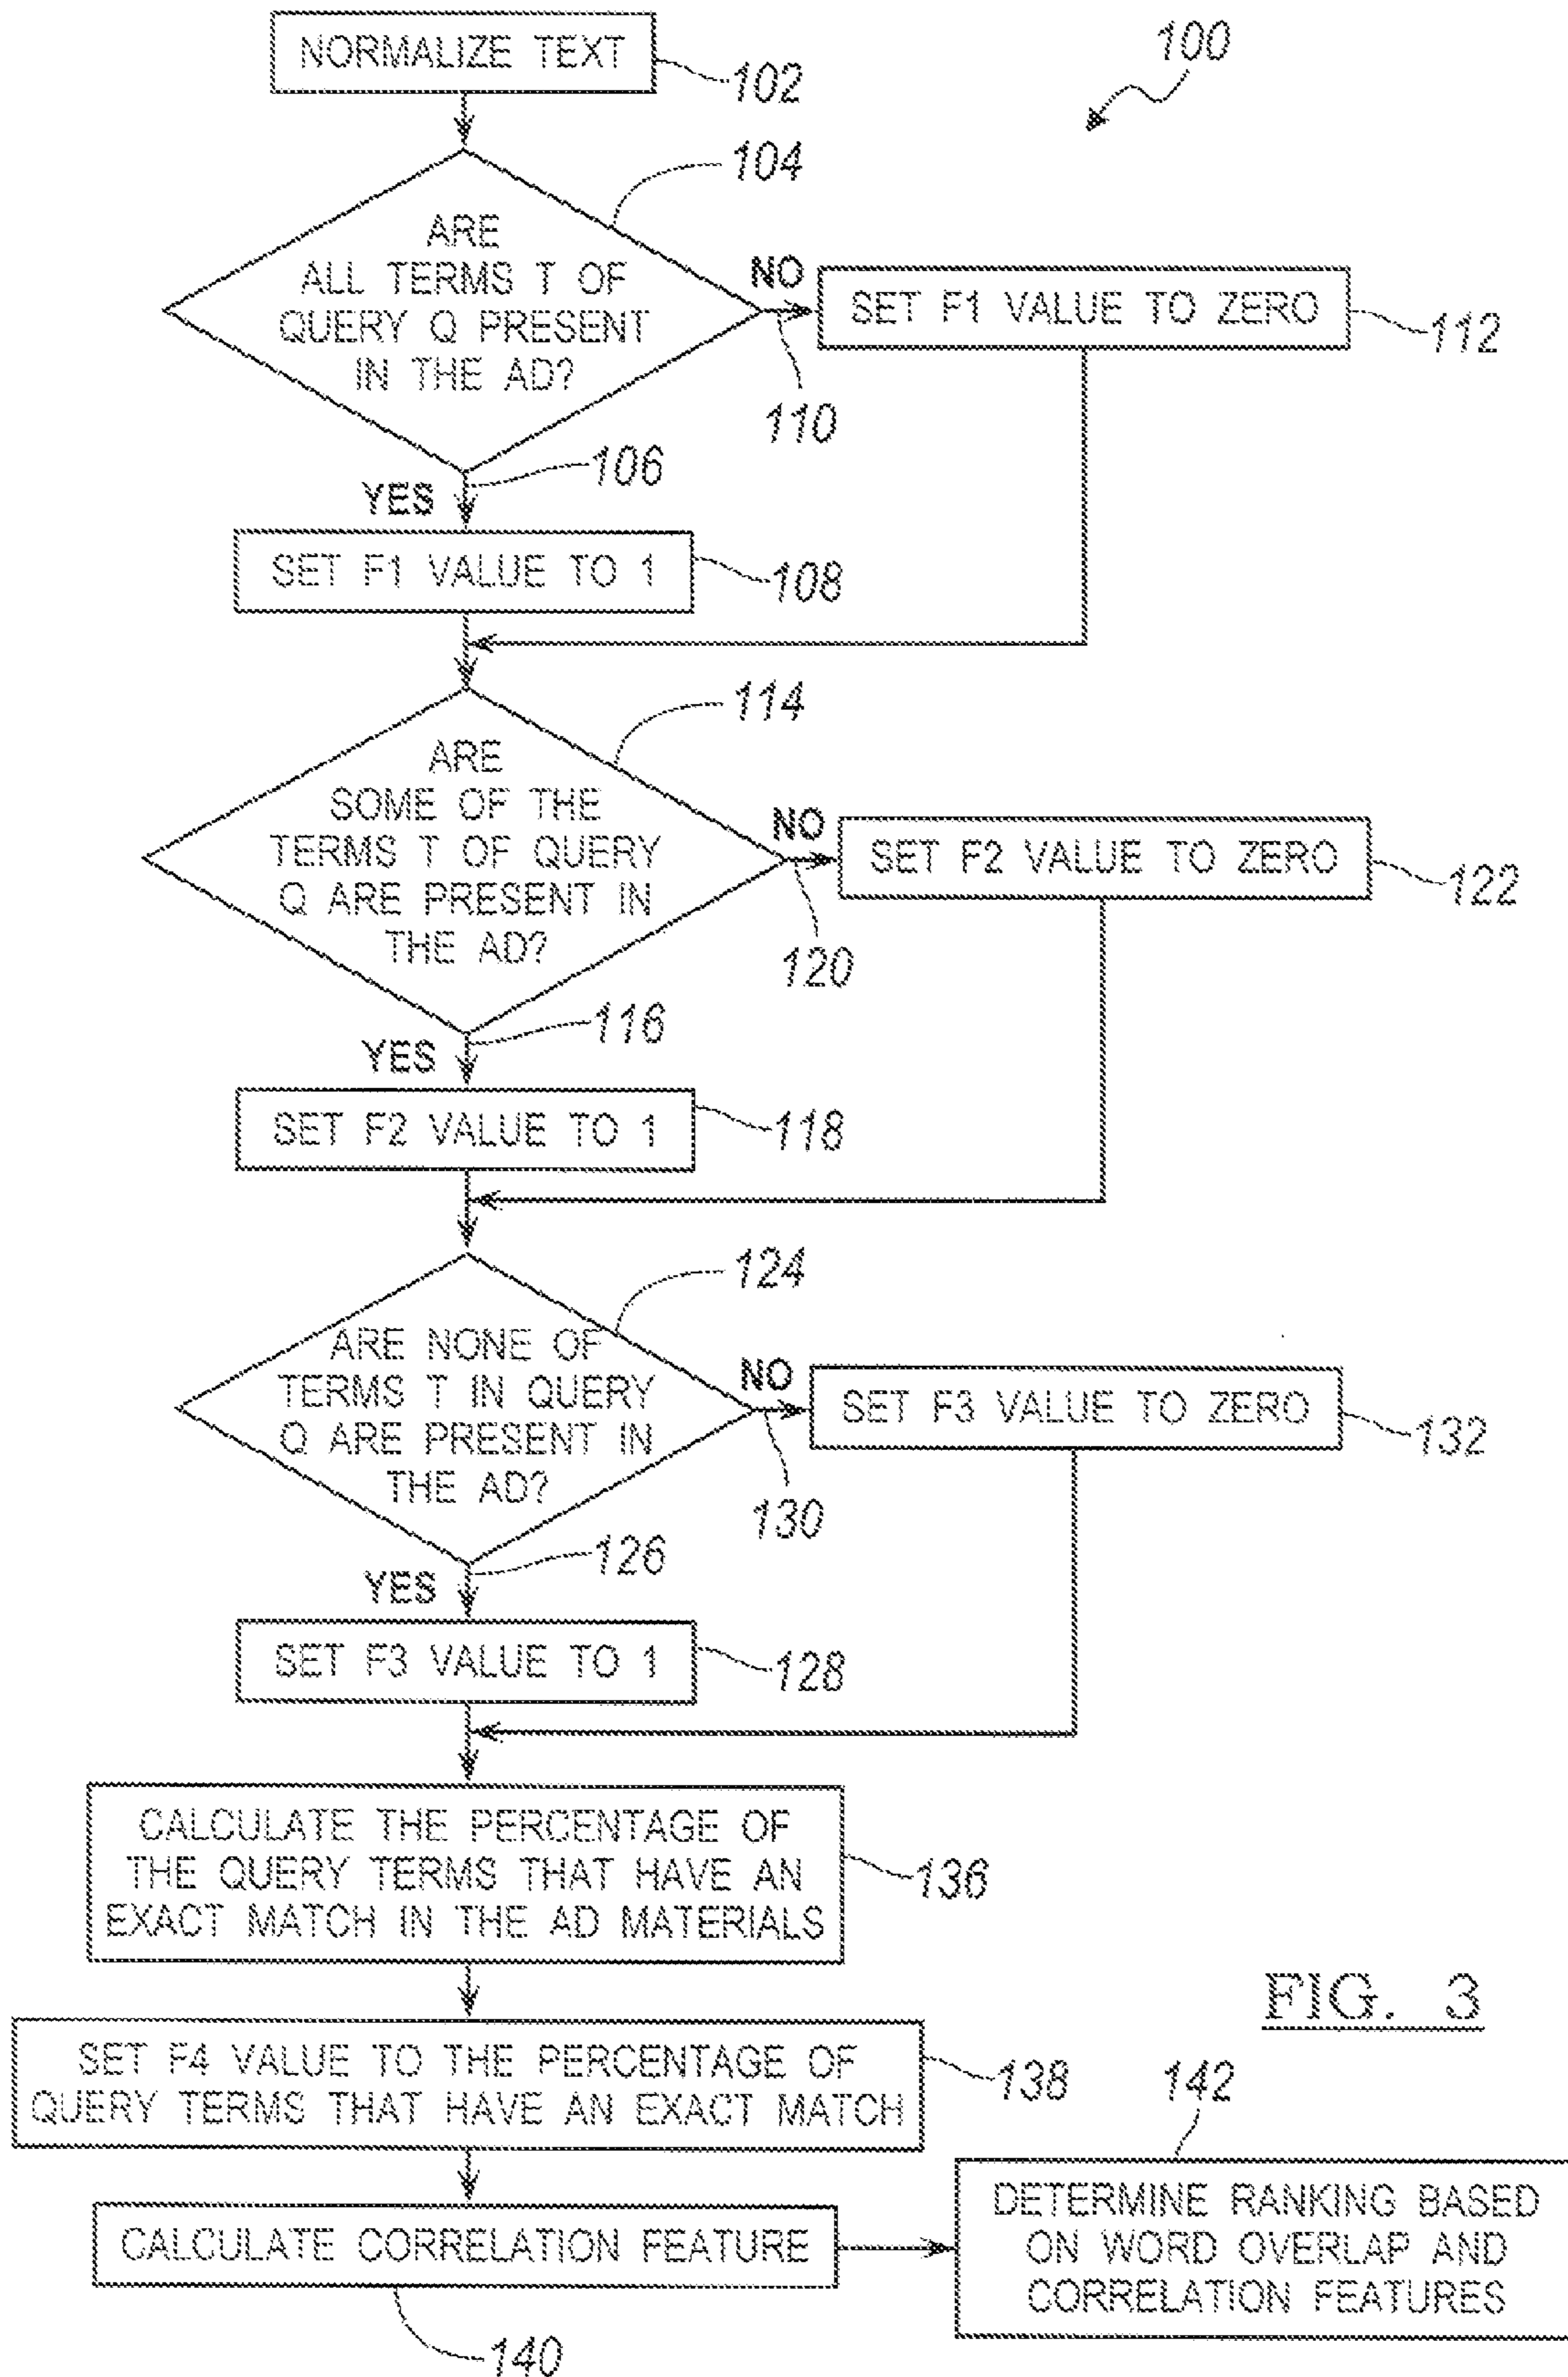 NORMALIZE TEXT
102
100
104
ARE
ALL TERMS T OF
QUERY Q PRESENT
IN THE AD?
NO
110
SET F1 VALUE TO ZERO
112
106
YES
SET F1 VALUE TO 1
108
114
ARE
SOME OF THE
TERMS T OF QUERY
Q ARE PRESENT IN
THE AD?
NO
120
SET F2 VALUE TO ZERO
122
116
YES
SET F2 VALUE TO 1
118
124
ARE NONE OF
TERMS T IN QUERY
Q ARE PRESENT IN
THE AD?
NO
130
SET F3 VALUE TO ZERO
132
126
YES
SET F3 VALUE TO 1
128
CALCULATE THE PERCENTAGE OF
THE QUERY TERMS THAT HAVE AN
EXACT MATCH IN THE AD MATERIALS
136
SET F4 VALUE TO THE PERCENTAGE OF
QUERY TERMS THAT HAVE AN EXACT MATCH
138
FIG. 3
CALCULATE CORRELATION FEATURE
140
142
DETERMINE RANKING BASED
ON WORD OVERLAP AND
CORRELATION FEATURES